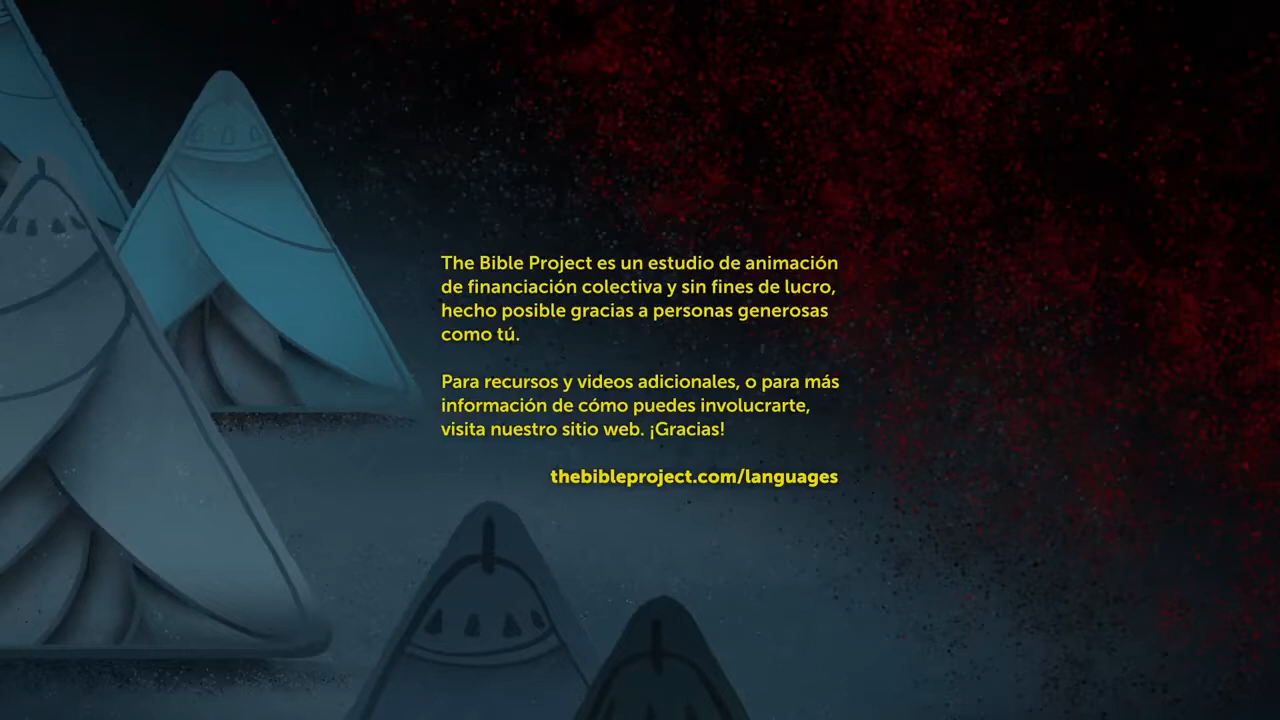 The Bible Project es un estudio de animación
de financiación colectiva y sin fines de lucro,
hecho posible gracias a personas generosas
como tú.
Para recursos y videos adicionales, o para más
información de cómo puedes involucrarte,
visita nuestro sitio web. ¡Gracias!
thebibleproject.com/languages